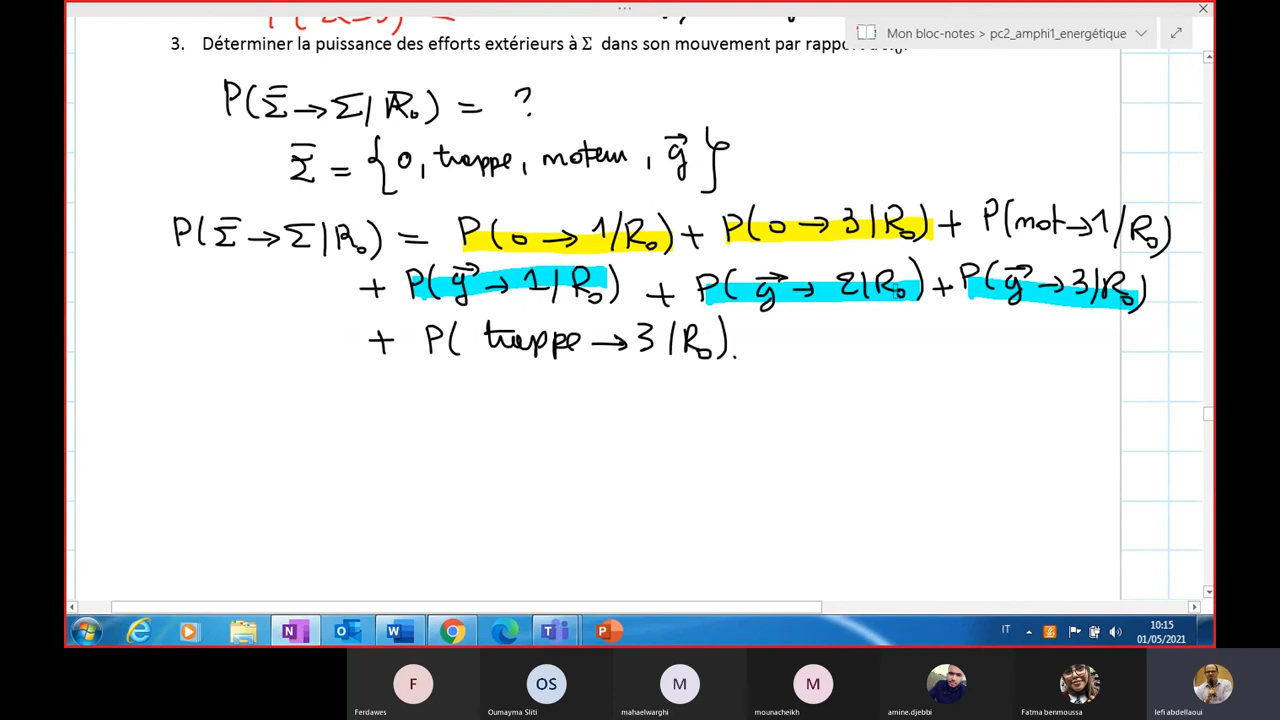 Mon bloc-notes > pc2_amphi1_energétique
3. Déterminer la puissance des efforts extérieurs à Σ dans son mouvement par rapport
P(Σ̄ → Σ | R₀) = ?
Σ̄ = { 0, trappe, moteur, g⃗ }
P(Σ̄ → Σ | R₀) = P(0 → 1/R₀) + P(0 → 3 | R₀) + P(mot → 1/R₀)
+ P(g⃗ → 1 | R₀) + P(g⃗ → 2 | R₀) + P(g⃗ → 3 | R₀)
+ P( trappe → 3 | R₀).
IT
10:15
01/05/2021
F OS M M
Ferdawes Oumayma Sliti mahaelwarghi mounacheikh amine.djebbi Fatma benmoussa lefi abdellaoui